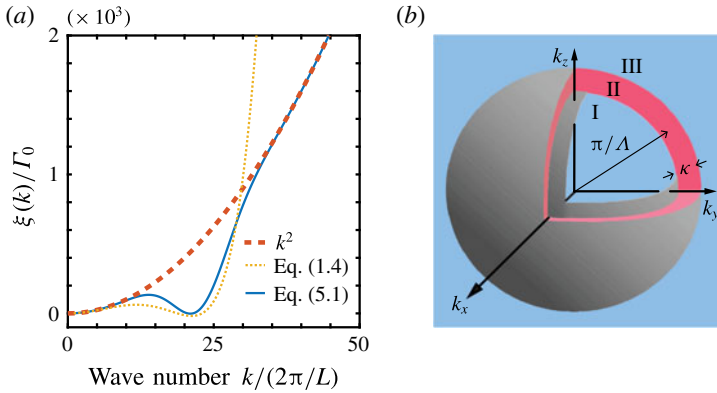 (a)
(× 10³)
2
1
0
ξ(k)/Γ₀
k²
Eq. (1.4)
Eq. (5.1)
0
25
50
Wave number k/(2π/L)
(b)
k_z
III
II
I
π/Λ
κ
k_y
k_x